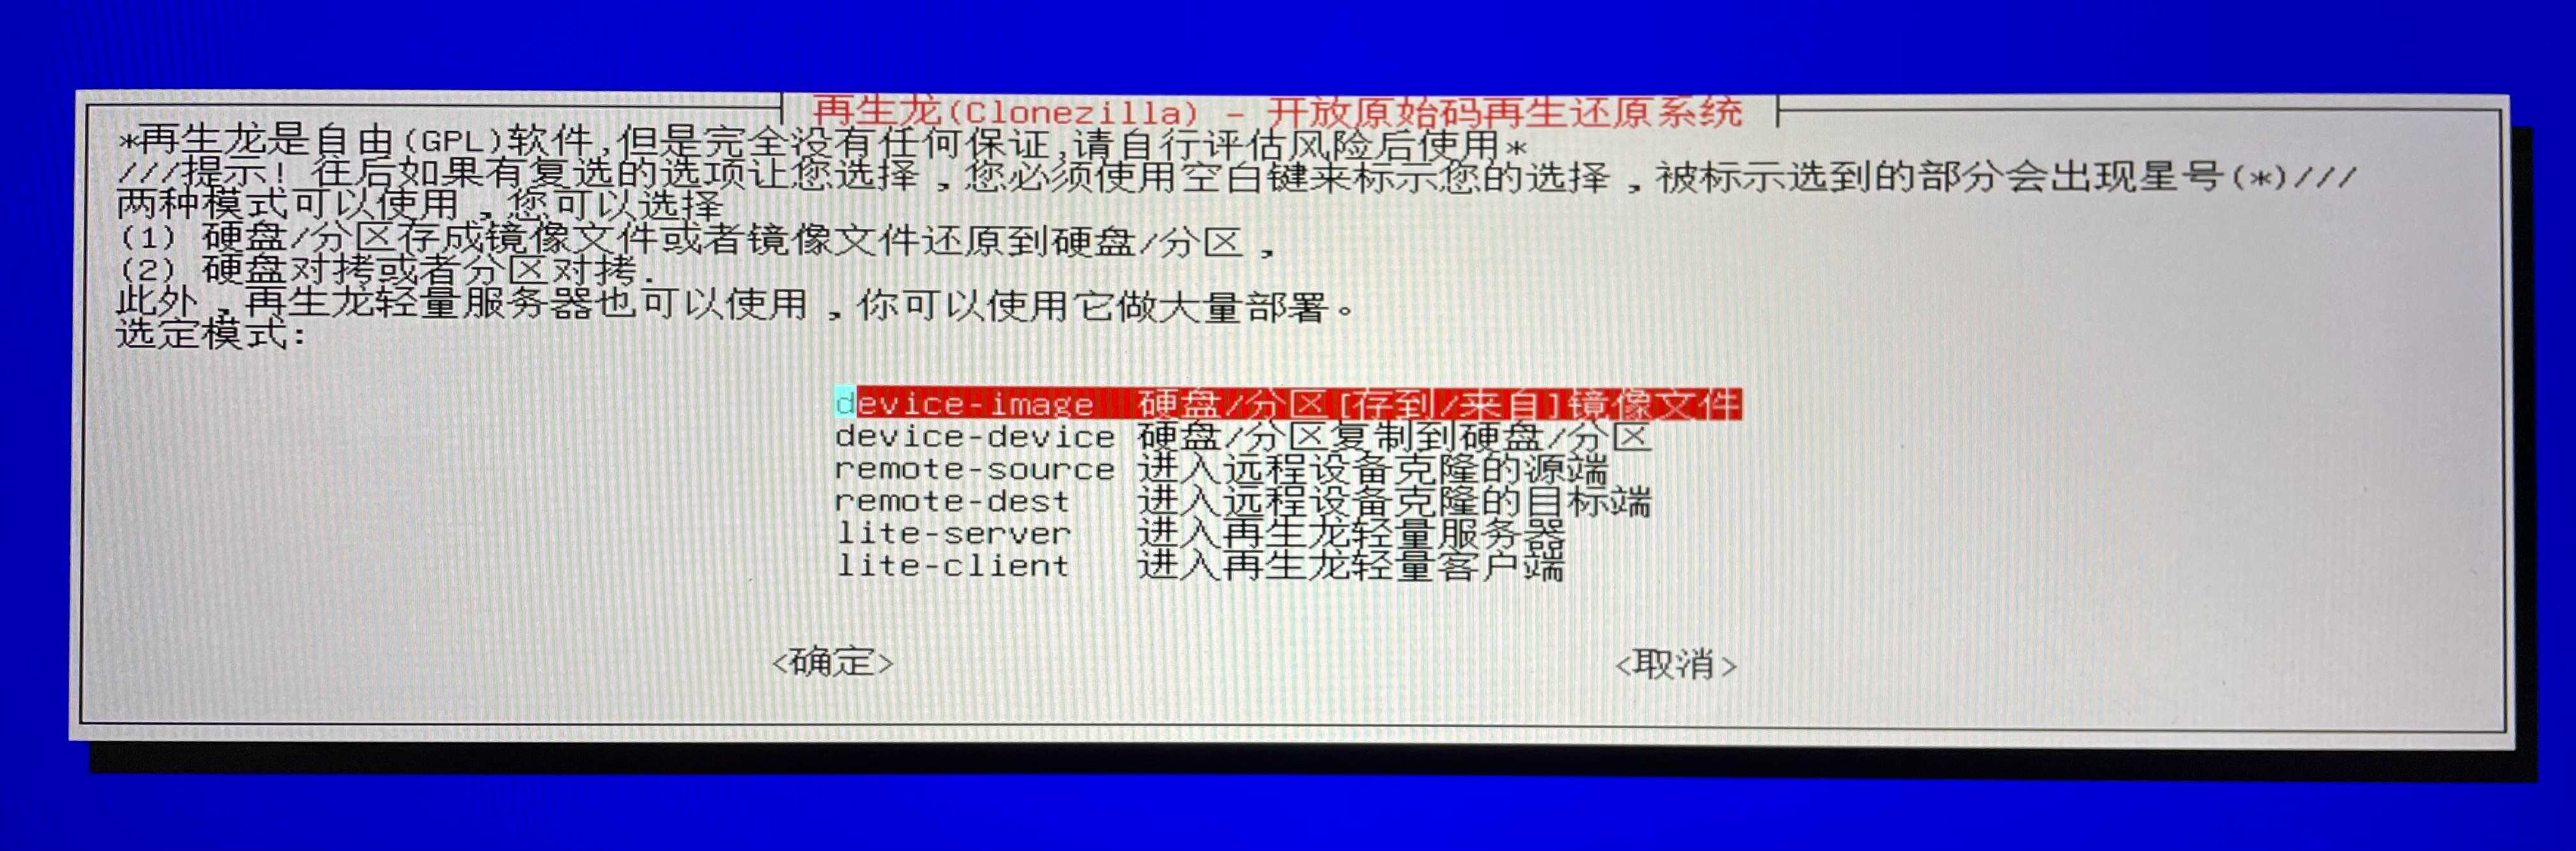 再生龙(Clonezilla) - 开放原始码再生还原系统
*再生龙是自由(GPL)软件,但是完全没有任何保证,请自行评估风险后使用*
///提示! 往后如果有复选的选项让您选择，您必须使用空白键来标示您的选择，被标示选到的部分会出现星号(*)///
两种模式可以使用，您可以选择
(1) 硬盘/分区存成镜像文件或者镜像文件还原到硬盘/分区，
(2) 硬盘对拷或者分区对拷.
此外，再生龙轻量服务器也可以使用，你可以使用它做大量部署。
选定模式:
device-image 硬盘/分区[存到/来自]镜像文件
device-device 硬盘/分区复制到硬盘/分区
remote-source 进入远程设备克隆的源端
remote-dest 进入远程设备克隆的目标端
lite-server 进入再生龙轻量服务器
lite-client 进入再生龙轻量客户端
<确定> <取消>